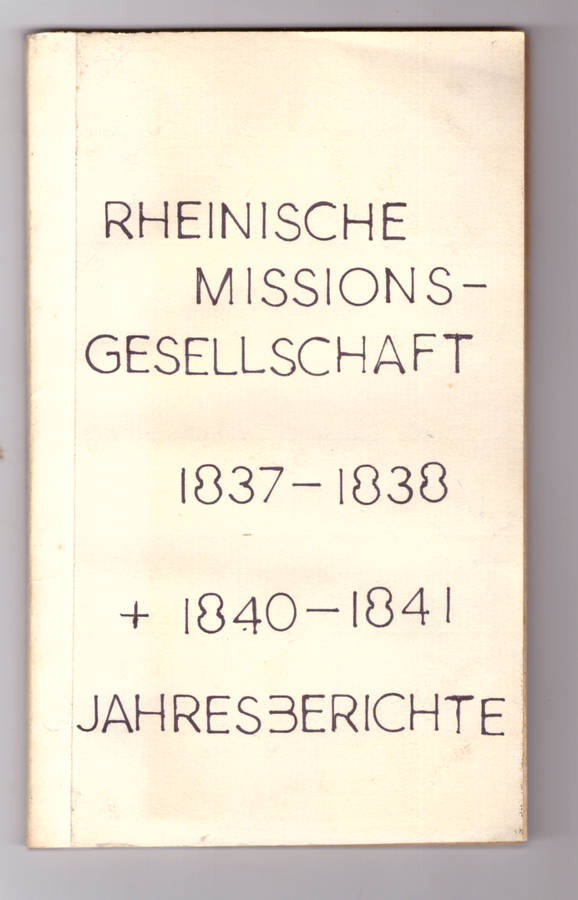 RHEINISCHE
MISSIONS-
GESELLSCHAFT
1837-1838
+ 1840-1841
JAHRESBERICHTE